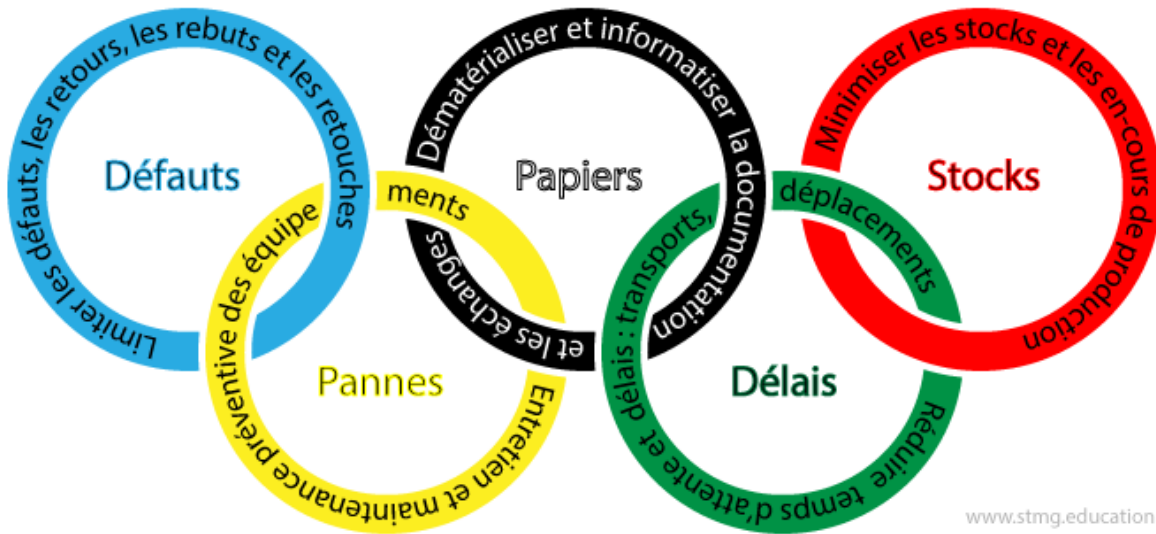 Limiter les défauts, les retours, les rebuts et les retouches
Défauts
Entretien et maintenance préventive des équipements
Pannes
Dématérialiser et informatiser la documentation et les échanges
Papiers
Réduire temps d'attente et délais : transports, déplacements
Délais
Minimiser les stocks et les en-cours de production
Stocks
www.stmg.education